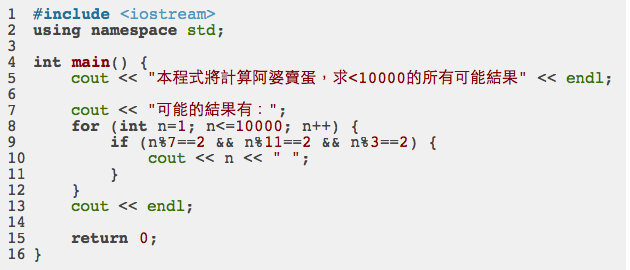 1 #include <iostream>
2 using namespace std;
3
4 int main() {
5     cout << "本程式將計算阿婆賣蛋，求<10000的所有可能結果" << endl;
6
7     cout << "可能的結果有：";
8     for (int n=1; n<=10000; n++) {
9         if (n%7==2 && n%11==2 && n%3==2) {
10             cout << n << " ";
11         }
12     }
13     cout << endl;
14
15     return 0;
16 }